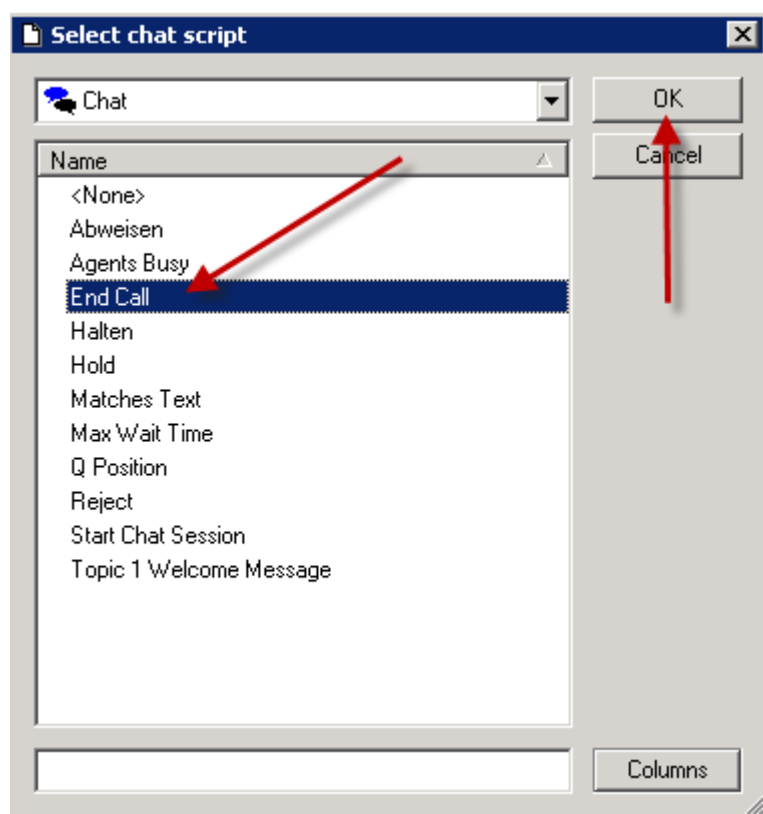 Select chat script
Chat
OK
Cancel
Name
<None>
Abweisen
Agents Busy
End Call
Halten
Hold
Matches Text
Max Wait Time
Q Position
Reject
Start Chat Session
Topic 1 Welcome Message
Columns